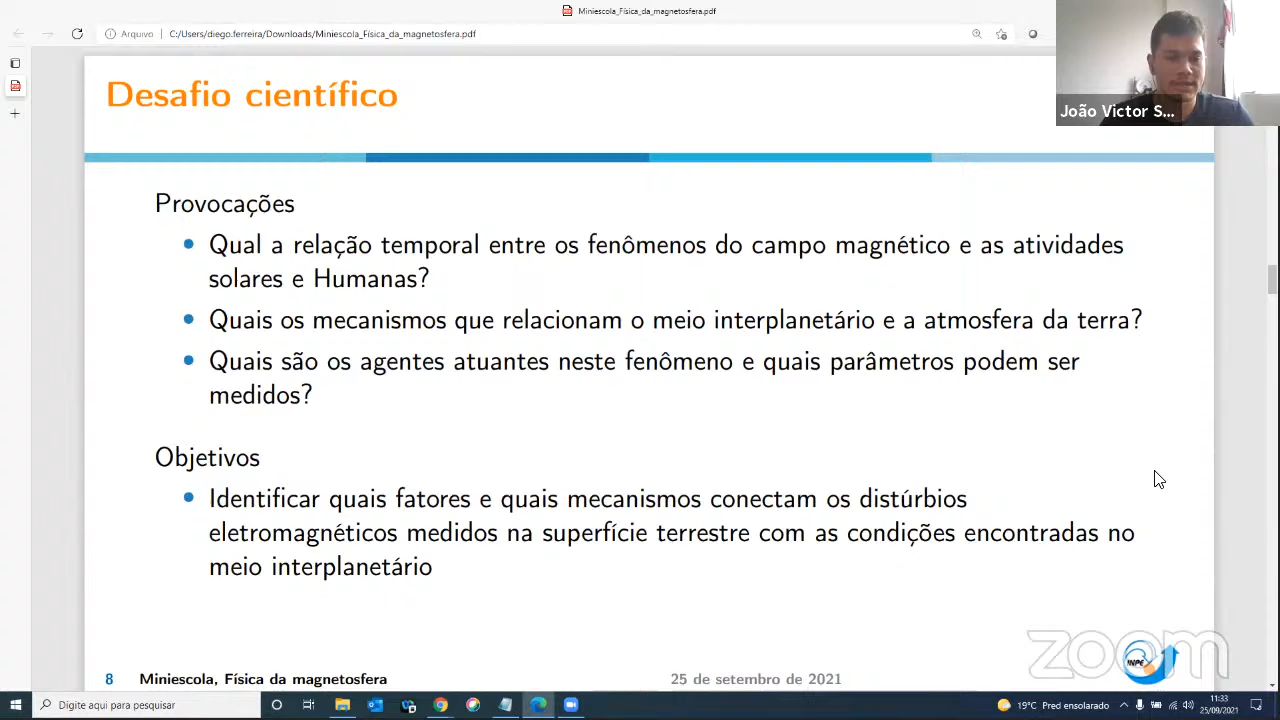 Miniescola_Física_da_magnetosfera.pdf
Arquivo
C:/Users/diego.ferreira/Downloads/Miniescola_Física_da_magnetosfera.pdf
João Victor S...
Desafio científico
Provocações
Qual a relação temporal entre os fenômenos do campo magnético e as atividades
solares e Humanas?
Quais os mecanismos que relacionam o meio interplanetário e a atmosfera da terra?
Quais são os agentes atuantes neste fenômeno e quais parâmetros podem ser
medidos?
Objetivos
Identificar quais fatores e quais mecanismos conectam os distúrbios
eletromagnéticos medidos na superfície terrestre com as condições encontradas no
meio interplanetário
zoom
INPE
8 Miniescola, Física da magnetosfera 25 de setembro de 2021
Digite aqui para pesquisar
19°C Pred ensolarado
11:33
25/09/2021